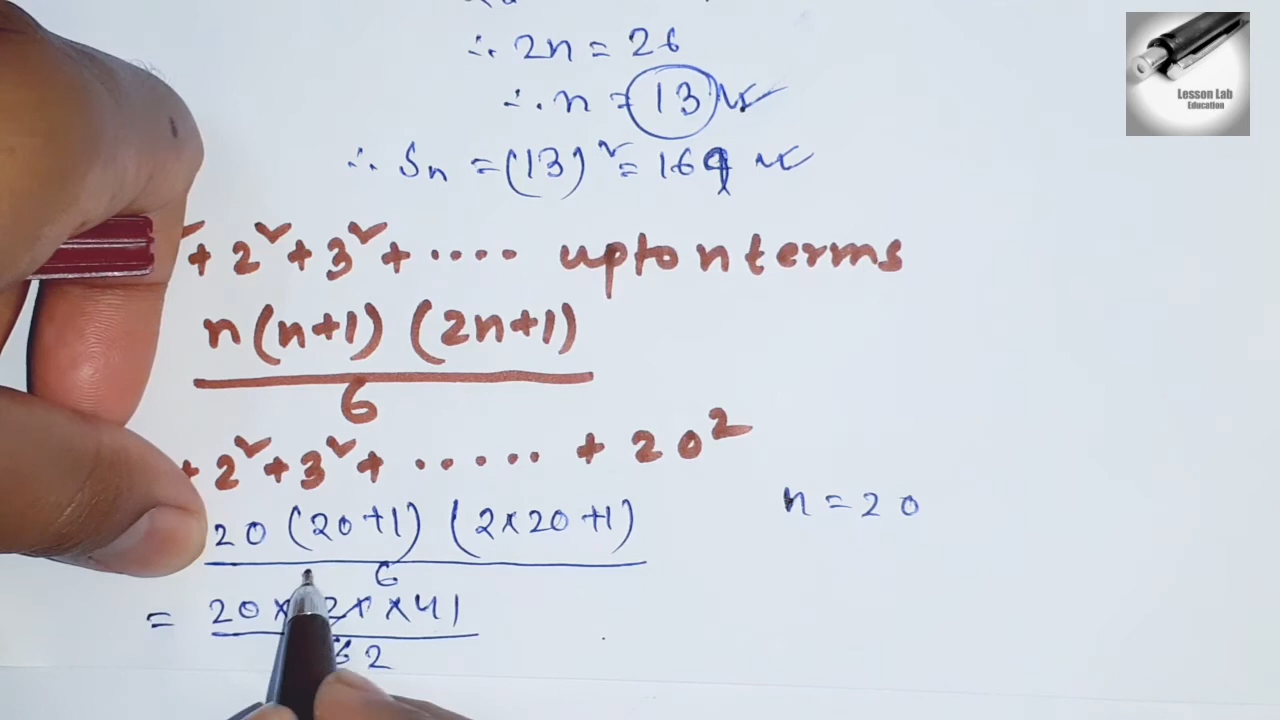 ∴ 2n = 26
∴ n = 13
∴ Sn = (13)² = 169
+ 2² + 3² + .... upto n terms
n(n+1) (2n+1)
6
+ 2² + 3² + ..... + 20²
20 (20+1) (2×20+1)
6
n = 20
= 20 × 21 × 41
6 2
Lesson Lab
Education